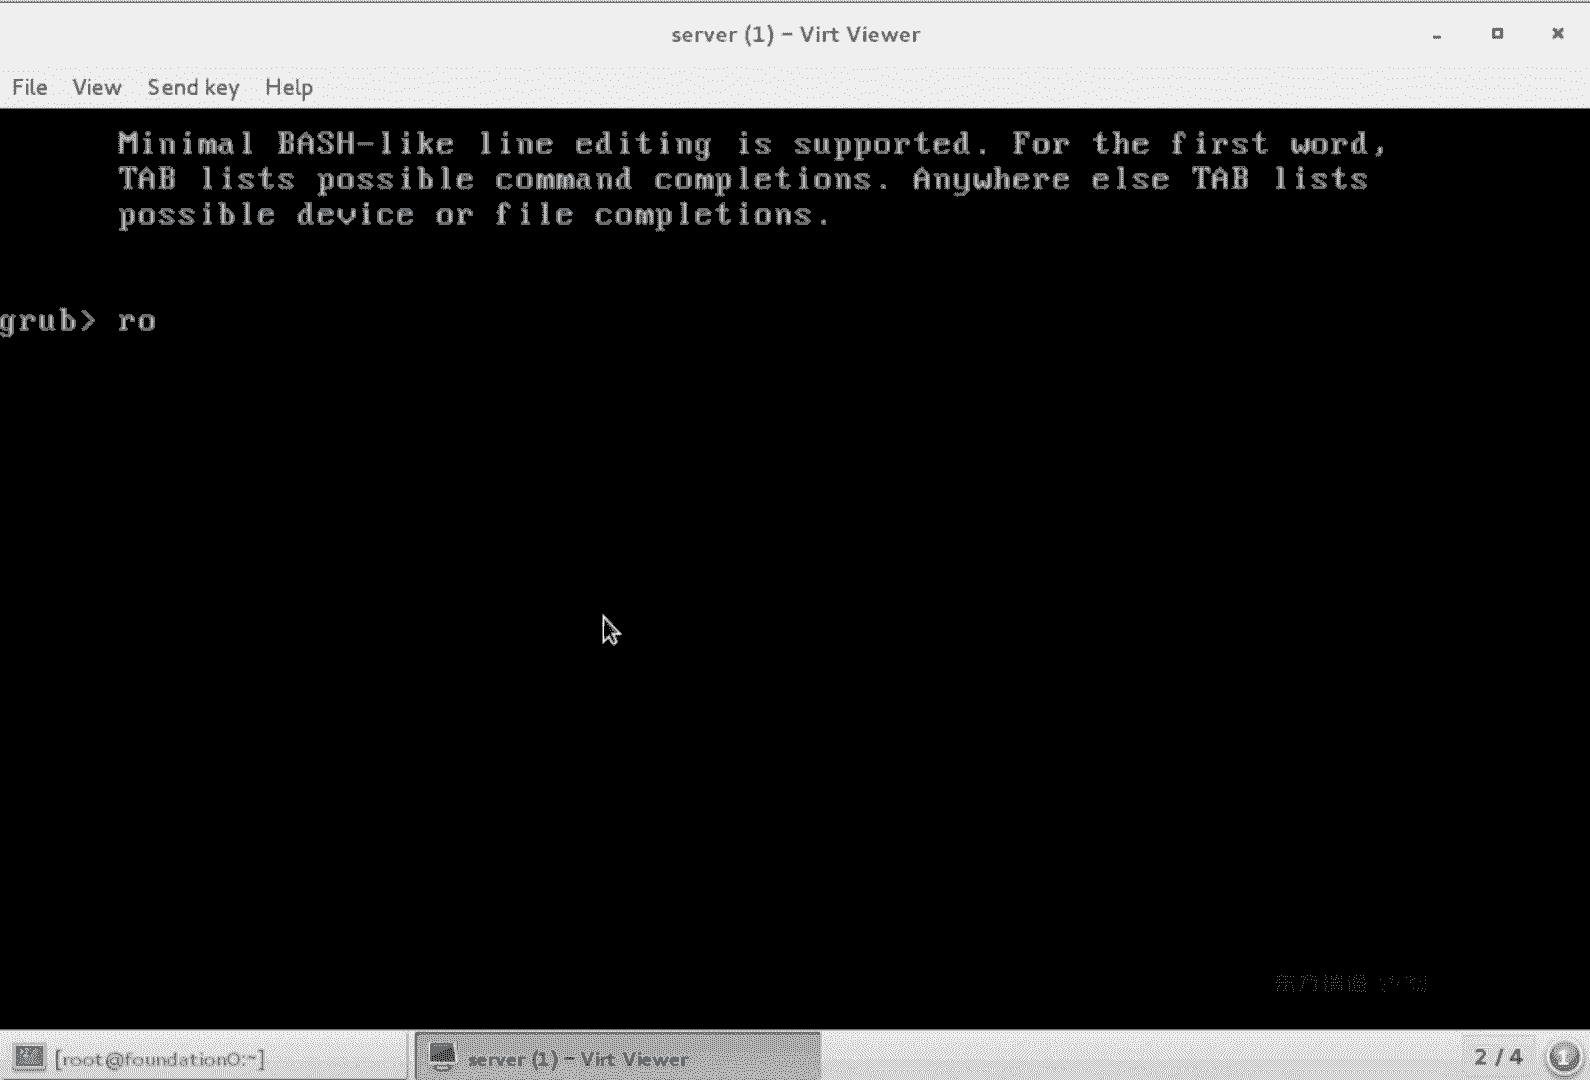 server (1) – Virt Viewer
File View Send key Help
Minimal BASH-like line editing is supported. For the first word,
TAB lists possible command completions. Anywhere else TAB lists
possible device or file completions.
grub> ro
[root@foundation0:~]
server (1) – Virt Viewer
2 / 4
1